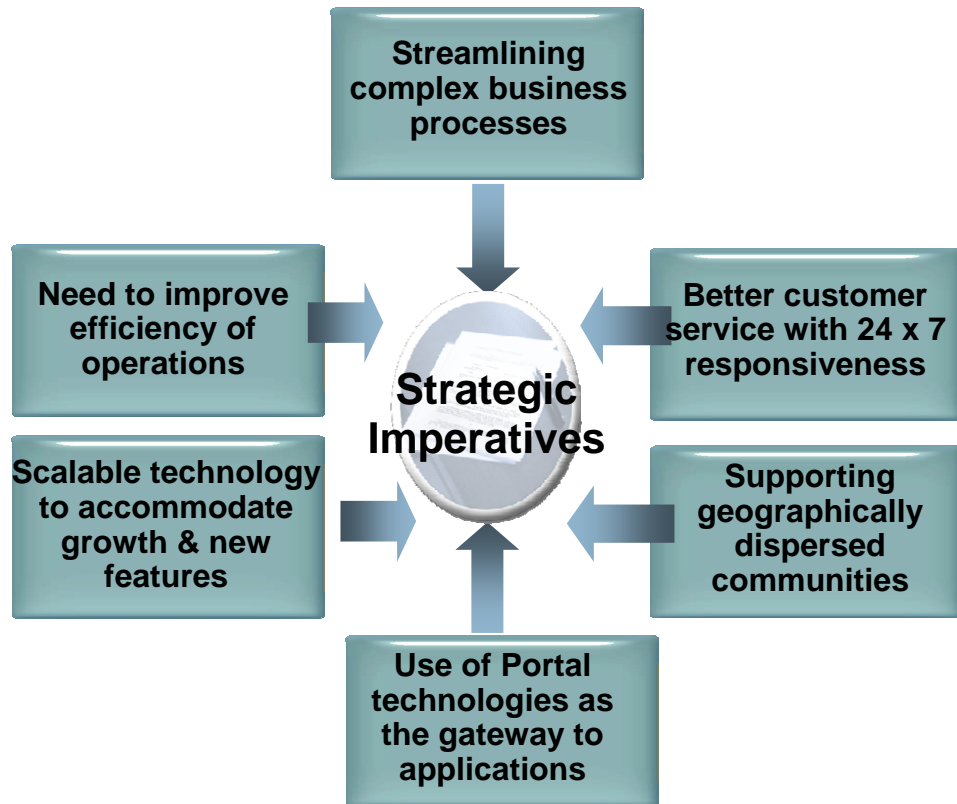 Streamlining
complex business
processes
Need to improve
efficiency of
operations
Better customer
service with 24 x 7
responsiveness
Strategic
Imperatives
Scalable technology
to accommodate
growth & new
features
Supporting
geographically
dispersed
communities
Use of Portal
technologies as
the gateway to
applications